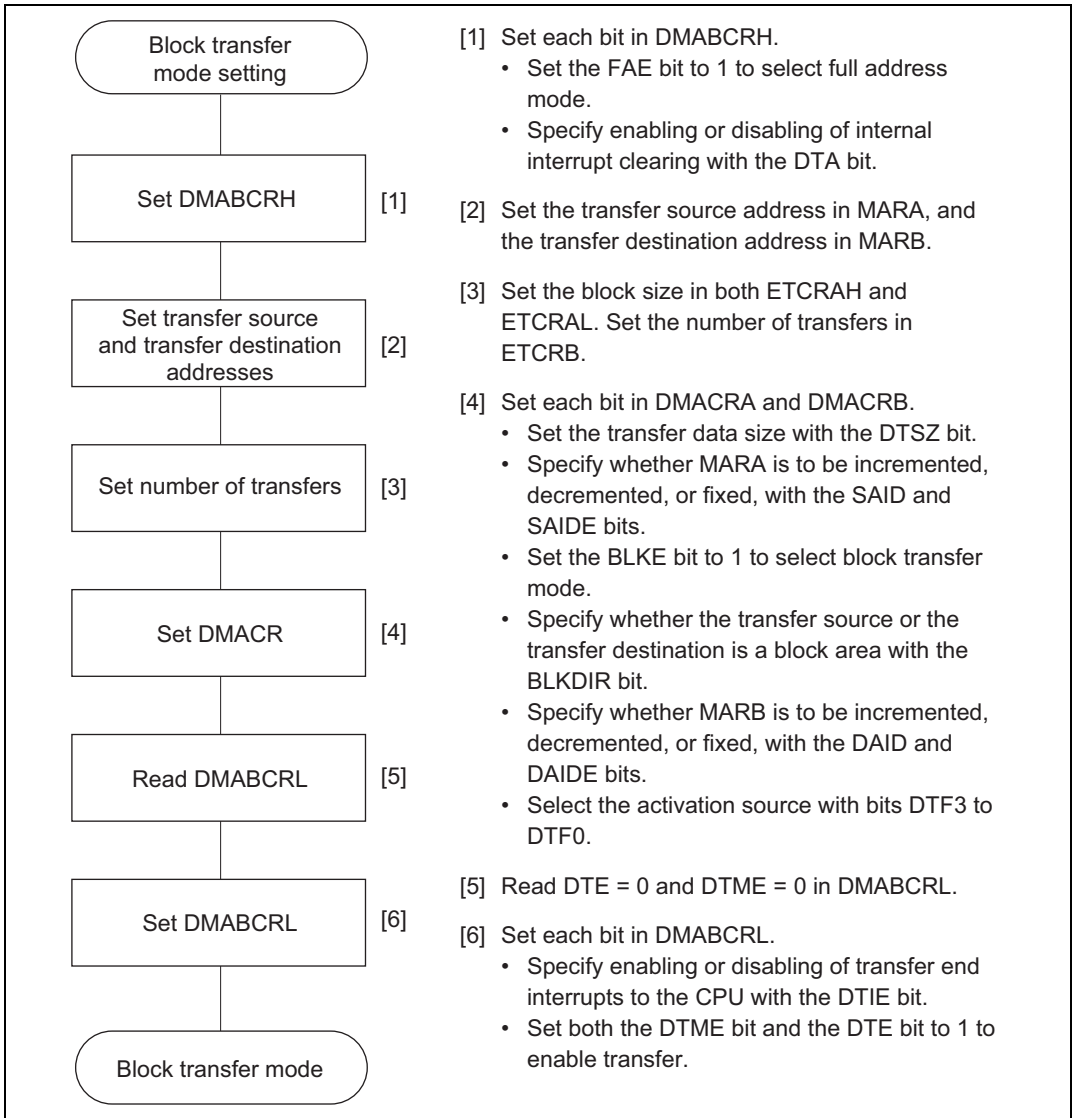 Block transfer
mode setting
Set DMABCRH
[1]
Set transfer source
and transfer destination
addresses
[2]
Set number of transfers
[3]
Set DMACR
[4]
Read DMABCRL
[5]
Set DMABCRL
[6]
Block transfer mode
[1] Set each bit in DMABCRH.
• Set the FAE bit to 1 to select full address
mode.
• Specify enabling or disabling of internal
interrupt clearing with the DTA bit.
[2] Set the transfer source address in MARA, and
the transfer destination address in MARB.
[3] Set the block size in both ETCRAH and
ETCRAL. Set the number of transfers in
ETCRB.
[4] Set each bit in DMACRA and DMACRB.
• Set the transfer data size with the DTSZ bit.
• Specify whether MARA is to be incremented,
decremented, or fixed, with the SAID and
SAIDE bits.
• Set the BLKE bit to 1 to select block transfer
mode.
• Specify whether the transfer source or the
transfer destination is a block area with the
BLKDIR bit.
• Specify whether MARB is to be incremented,
decremented, or fixed, with the DAID and
DAIDE bits.
• Select the activation source with bits DTF3 to
DTF0.
[5] Read DTE = 0 and DTME = 0 in DMABCRL.
[6] Set each bit in DMABCRL.
• Specify enabling or disabling of transfer end
interrupts to the CPU with the DTIE bit.
• Set both the DTME bit and the DTE bit to 1 to
enable transfer.